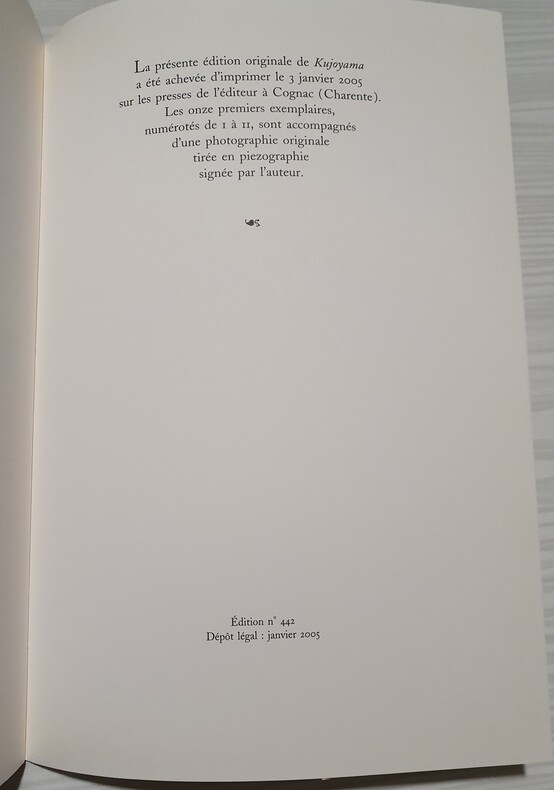 La présente édition originale de Kujoyama
a été achevée d'imprimer le 3 janvier 2005
sur les presses de l'éditeur à Cognac (Charente).
Les onze premiers exemplaires,
numérotés de 1 à 11, sont accompagnés
d'une photographie originale
tirée en piezographie
signée par l'auteur.
Édition n° 442
Dépôt légal : janvier 2005